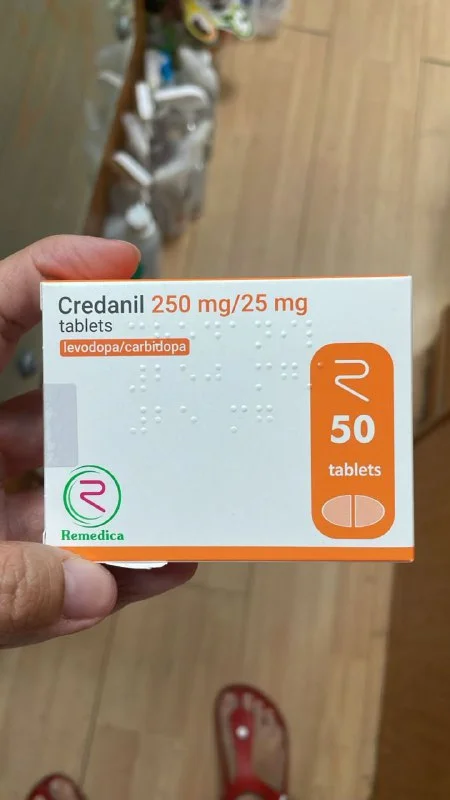 Credanil 250 mg/25 mg
tablets
levodopa/carbidopa
50
tablets
Remedica